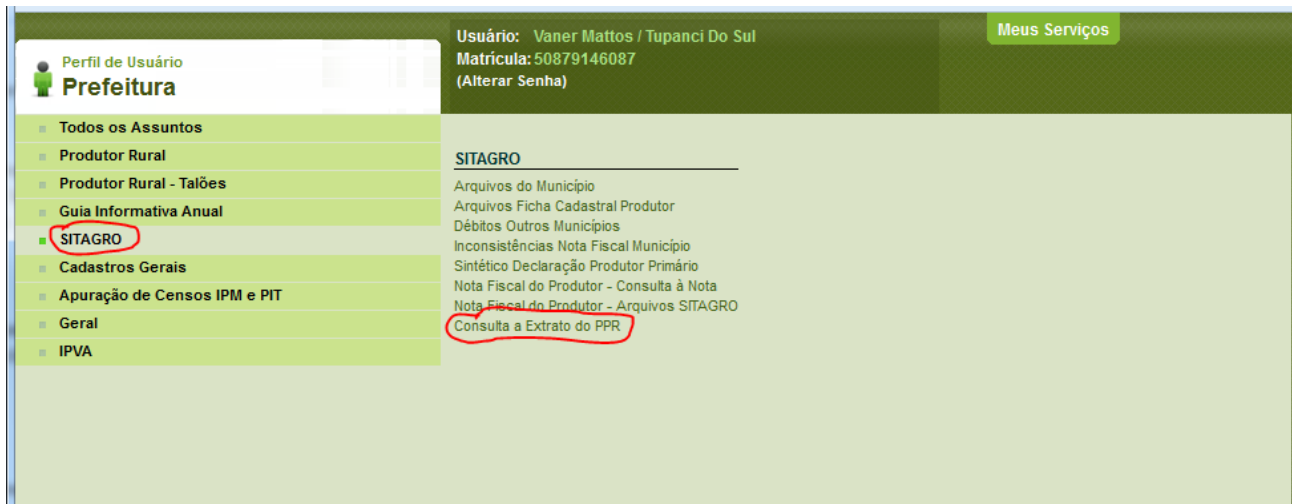 Perfil de Usuário
Prefeitura
Usuário: Vaner Mattos / Tupanci Do Sul
Matrícula: 50879146087
(Alterar Senha)
Meus Serviços
Todos os Assuntos
Produtor Rural
Produtor Rural - Talões
Guia Informativa Anual
SITAGRO
Cadastros Gerais
Apuração de Censos IPM e PIT
Geral
IPVA
SITAGRO
Arquivos do Município
Arquivos Ficha Cadastral Produtor
Débitos Outros Municípios
Inconsistências Nota Fiscal Município
Sintético Declaração Produtor Primário
Nota Fiscal do Produtor - Consulta à Nota
Nota Fiscal do Produtor - Arquivos SITAGRO
Consulta a Extrato do PPR